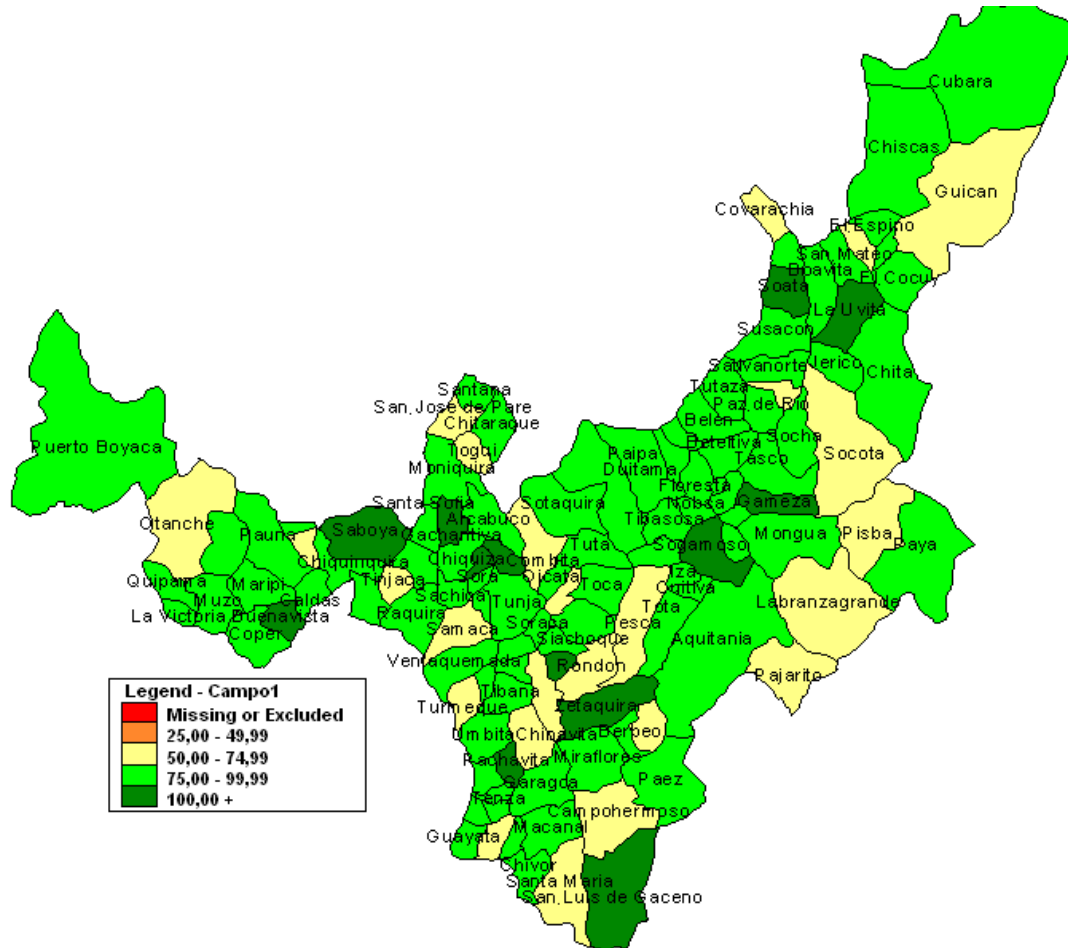 Cubara
Chiscas
Guican
Covarachia
El Espino
San Mateo
Boavita
El Cocuy
Soata
La Uvita
Susacon
Sativanorte
Jerico
Chita
Santana
San Jose de Pare
Chitaraque
Togui
Moniquira
Tutaza
Paz de Rio
Belen
Socha
Beteitiva
Tasco
Socota
Puerto Boyaca
Paipa
Duitama
Floresta
Nobsa
Gameza
Otanche
Santa Sofia
Arcabuco
Sotaquira
Tibasosa
Pauna
Saboya
Gachantiva
Tuta
Sogamoso
Mongua
Pisba
Paya
Chiquinquira
Chiquiza
Combita
Quipama
Maripi
Tinjaca
Sora
Oicata
Toca
Iza
Cuitiva
Muzo
Caldas
Sachica
Tunja
Tota
Labranzagrande
La Victoria
Buenavista
Raquira
Soraca
Pesca
Coper
Samaca
Siachoque
Aquitania
Ventaquemada
Rondon
Pajarito
Tibana
Turmeque
Zetaquira
Umbita
Chinavita
Berbeo
Pachavita
Miraflores
Garagoa
Paez
Tenza
Campohermoso
Guayata
Macanal
Chivor
Santa Maria
San Luis de Gaceno
Legend - Campo1
Missing or Excluded
25,00 - 49,99
50,00 - 74,99
75,00 - 99,99
100,00 +